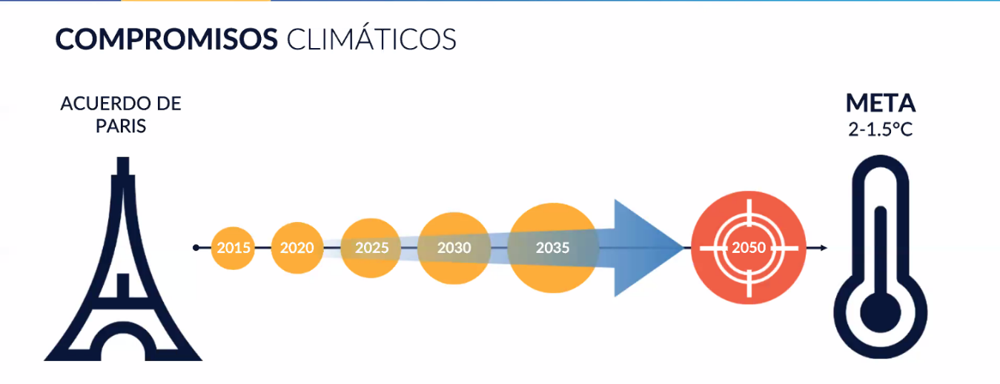 COMPROMISOS CLIMÁTICOS
ACUERDO DE
PARIS
META
2-1.5°C
2015 2020 2025 2030 2035 2050